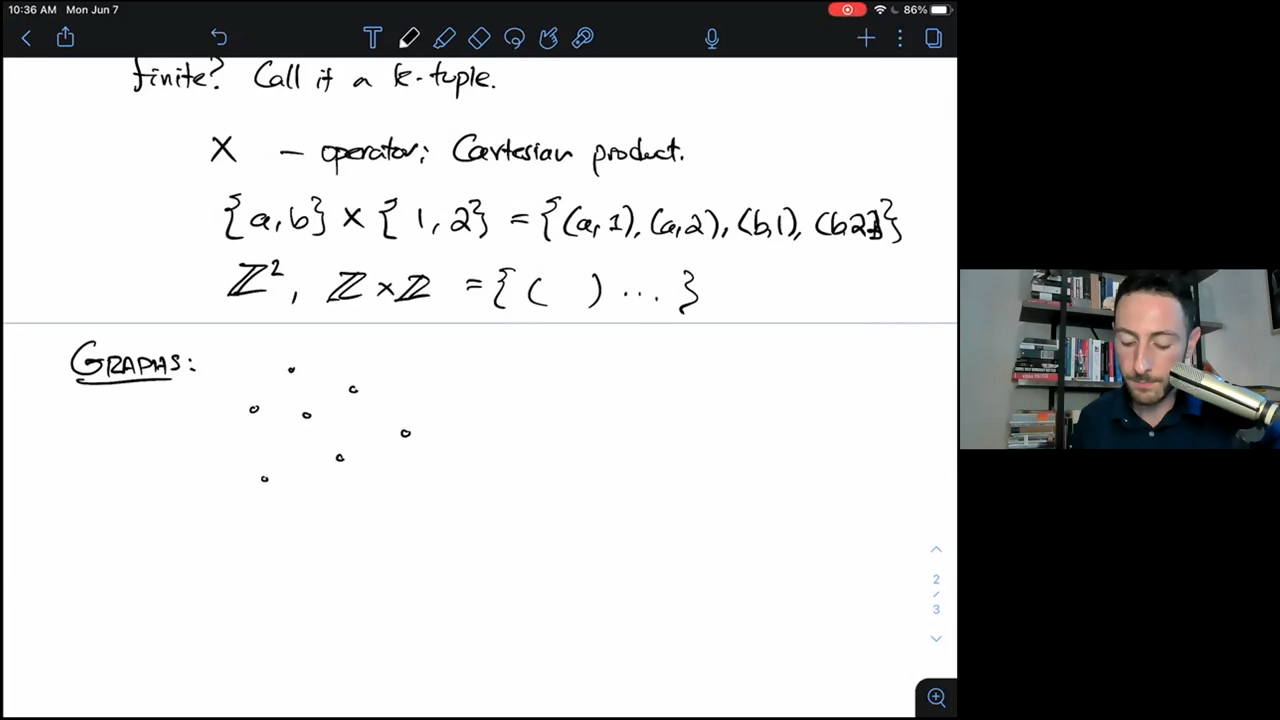 10:36 AM Mon Jun 7
86%
finite? Call it a k-tuple.
X – operator; Cartesian product.
{a,b} × {1,2} = {(a,1), (a,2), (b,1), (b,2)}
ℤ², ℤ×ℤ = {( ) ... }
GRAPHS:
2
/
3